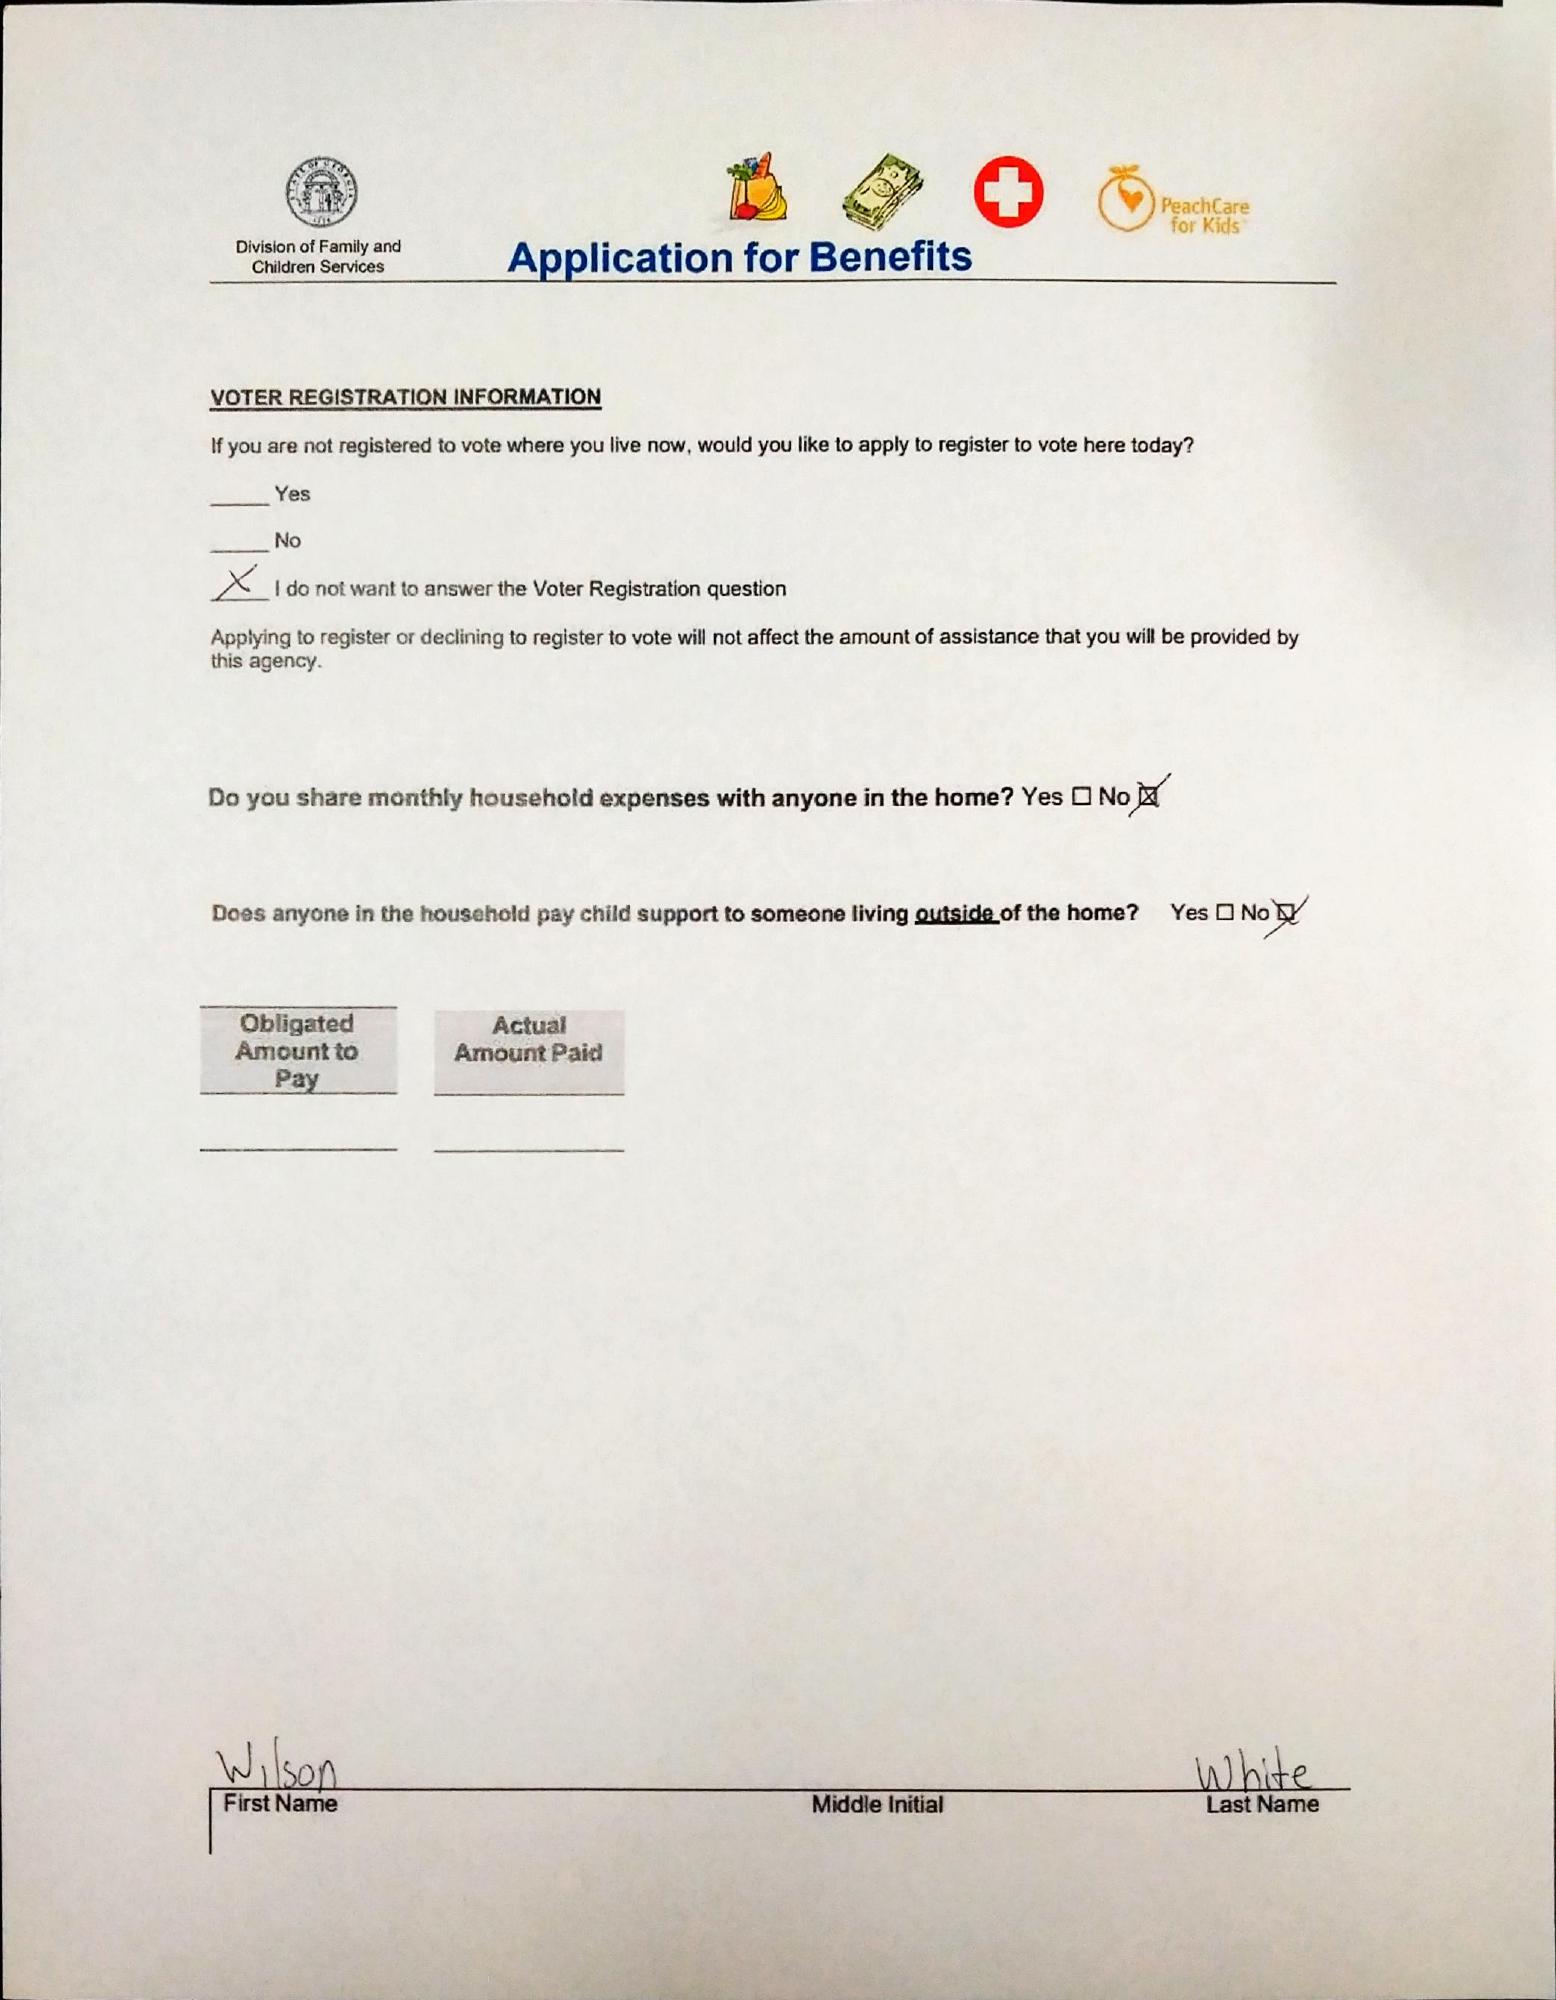 STATE OF GEORGIA
1776
Division of Family and
Children Services
Application for Benefits
PeachCare
for Kids
VOTER REGISTRATION INFORMATION
If you are not registered to vote where you live now, would you like to apply to register to vote here today?
_____ Yes
_____ No
X I do not want to answer the Voter Registration question
Applying to register or declining to register to vote will not affect the amount of assistance that you will be provided by
this agency.
Do you share monthly household expenses with anyone in the home? Yes ☐ No ☒
Does anyone in the household pay child support to someone living outside of the home? Yes ☐ No ☒
Obligated Amount to Pay
Actual Amount Paid
Wilson White
First Name Middle Initial Last Name